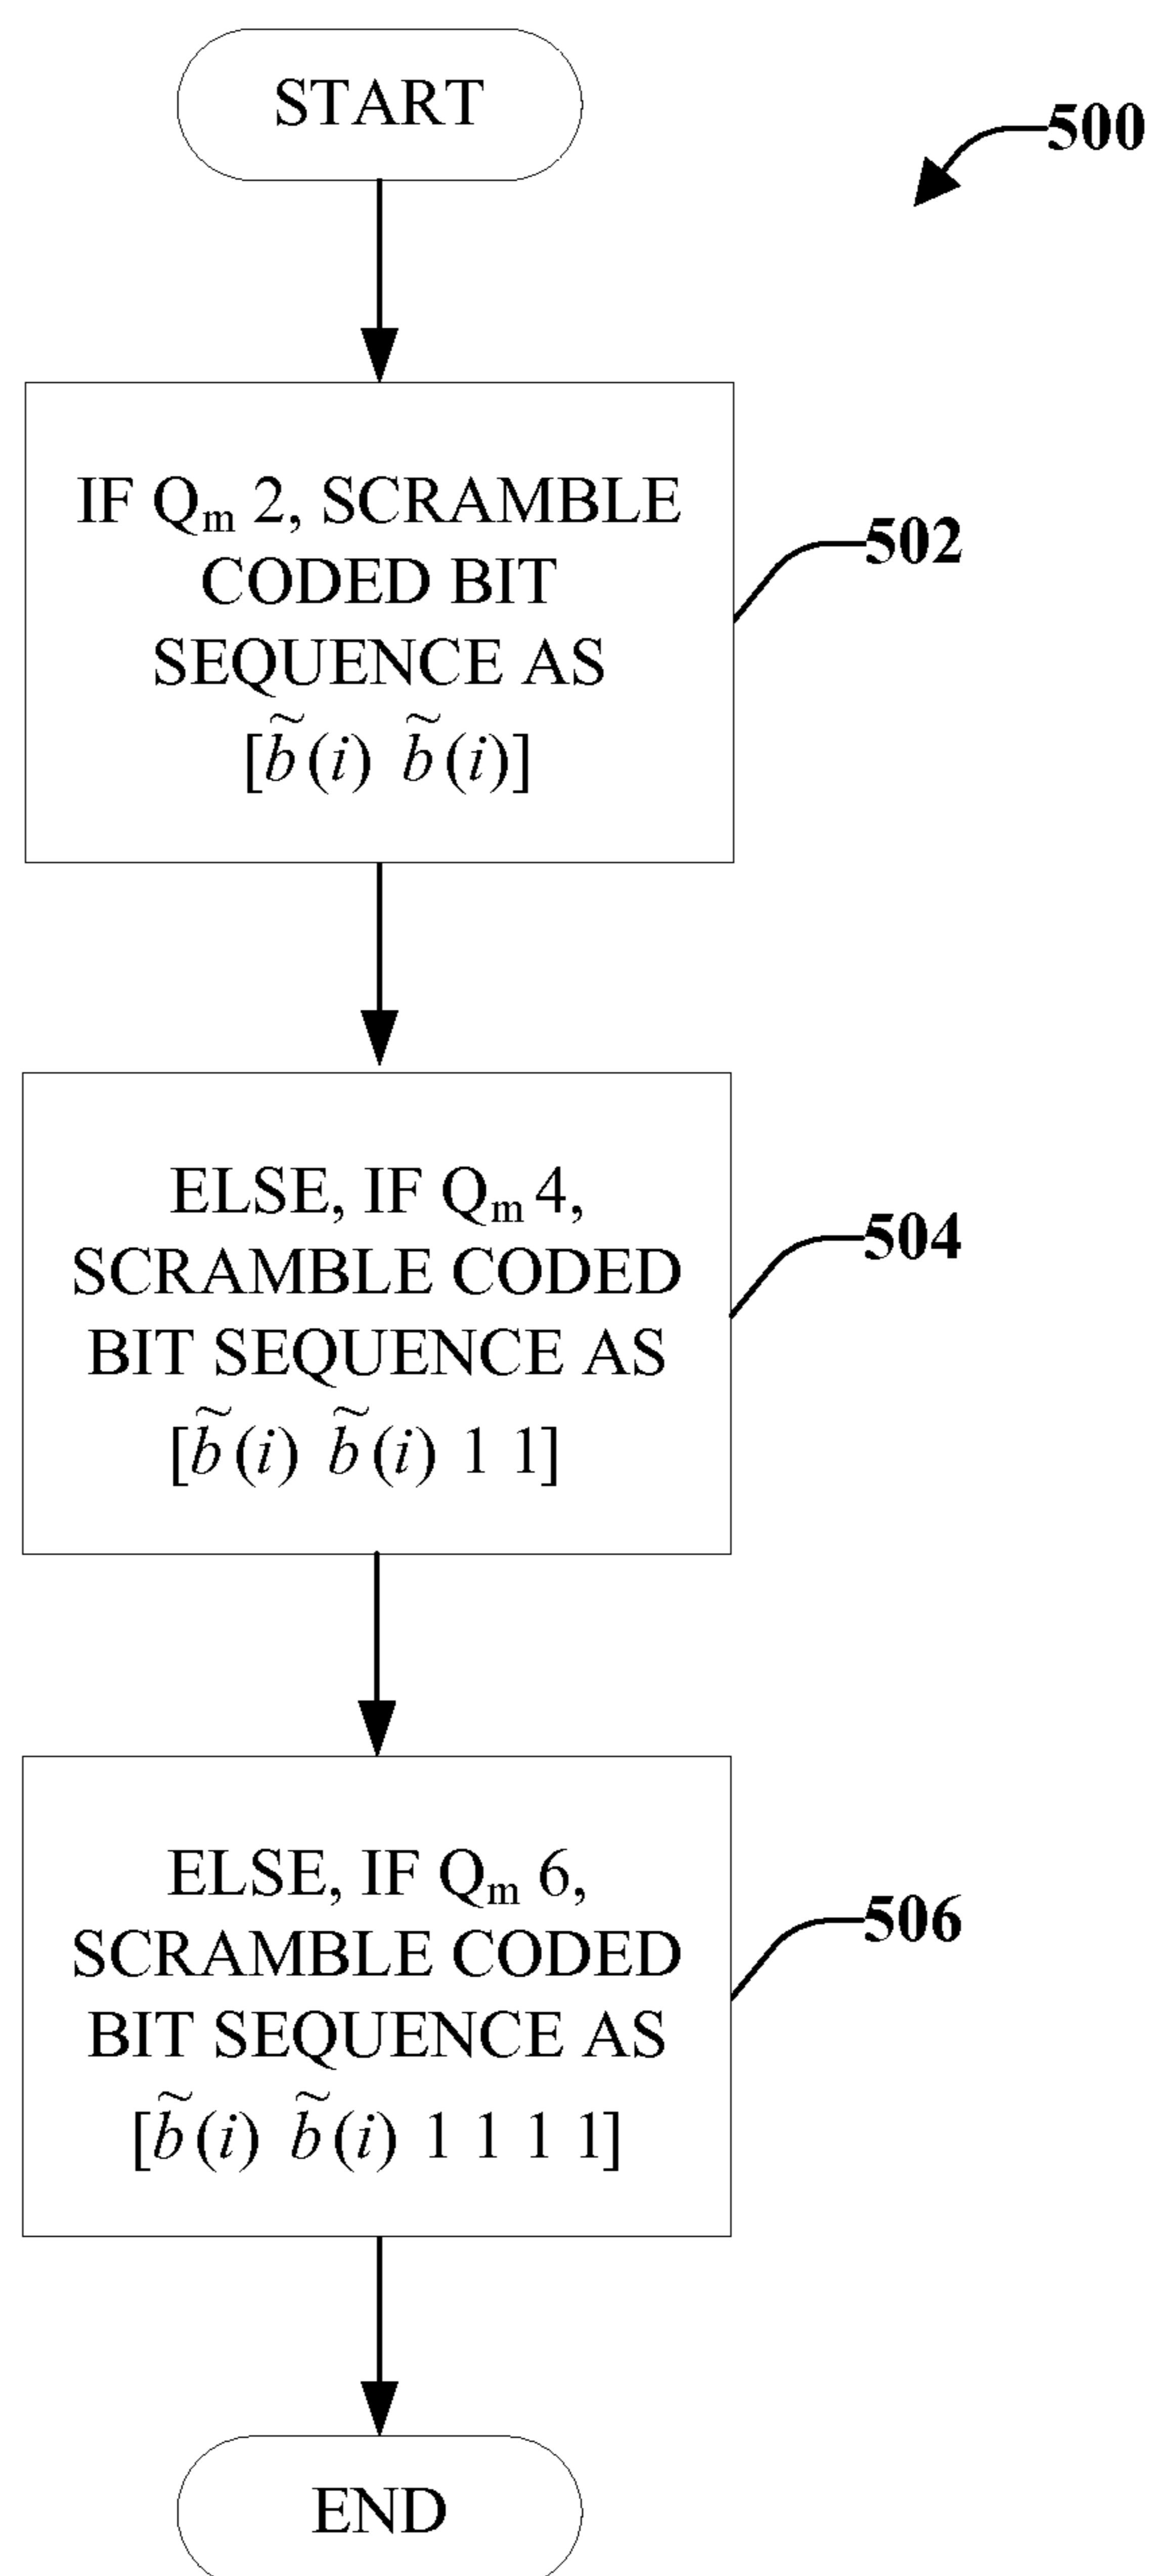 START
500
IF Qm 2, SCRAMBLE
CODED BIT
SEQUENCE AS
[b̃(i) b̃(i)]
502
ELSE, IF Qm 4,
SCRAMBLE CODED
BIT SEQUENCE AS
[b̃(i) b̃(i) 1 1]
504
ELSE, IF Qm 6,
SCRAMBLE CODED
BIT SEQUENCE AS
[b̃(i) b̃(i) 1 1 1 1]
506
END